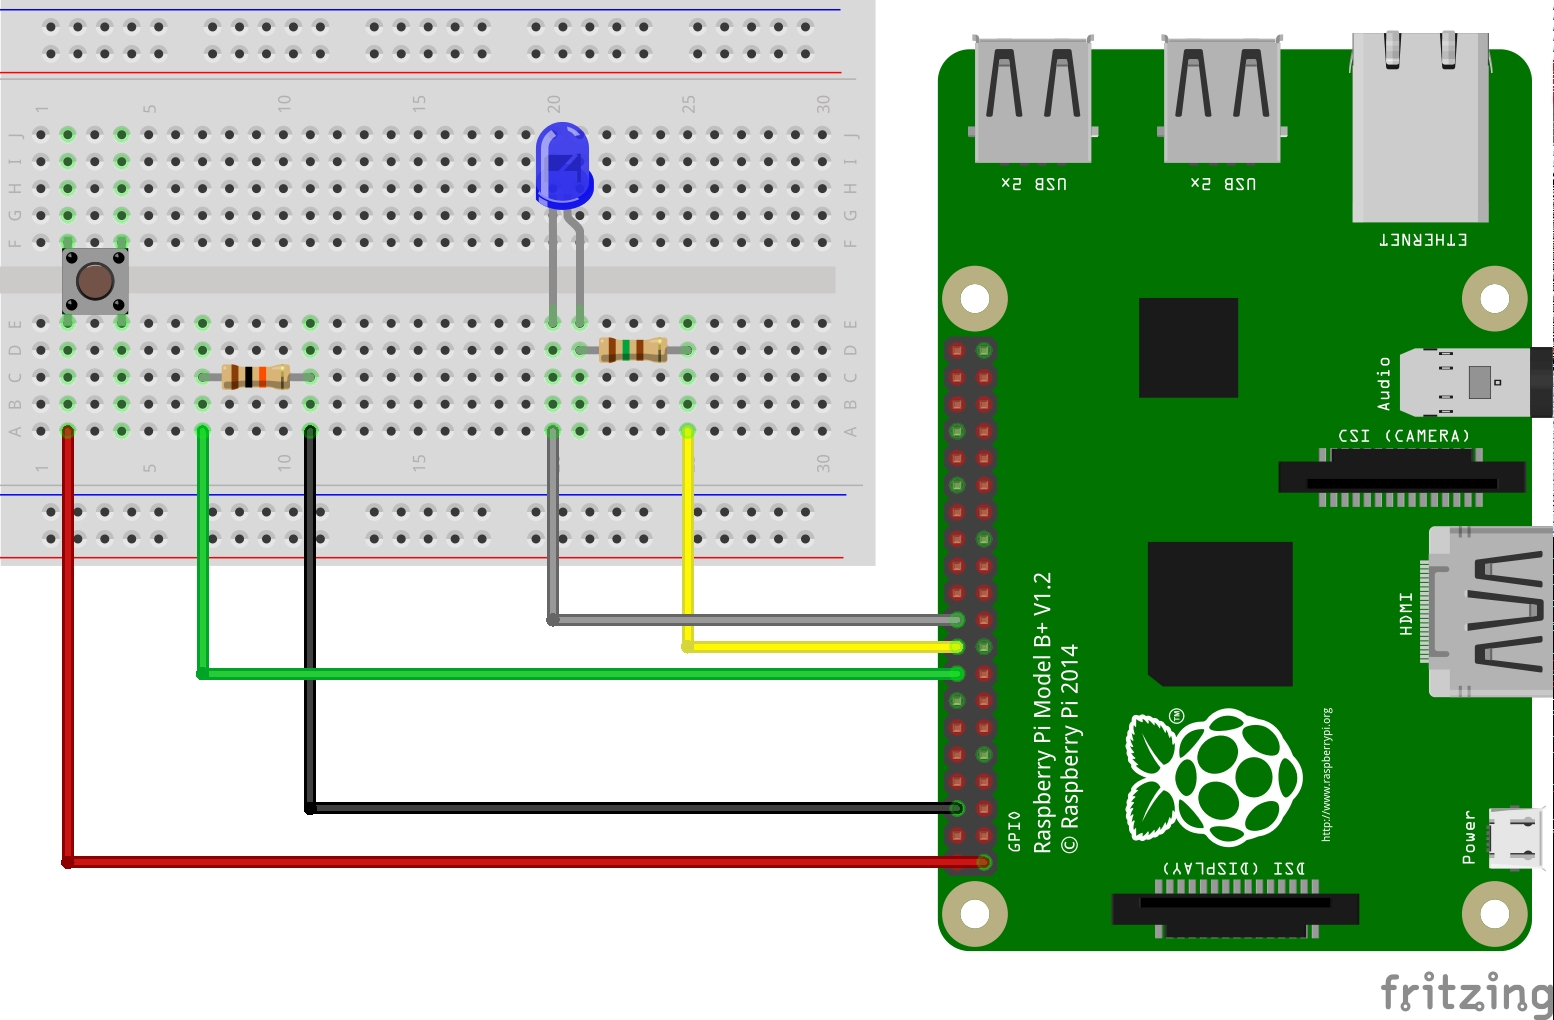 1 5 10 15 20 25 30
J J
I I
H H
G G
F F
E E
D D
C C
B B
A A
1 5 10 15 30
USB 2x
USB 2x
ETHERNET
Audio
CSI (CAMERA)
HDMI
Raspberry Pi Model B+ V1.2
© Raspberry Pi 2014
TM
http://www.raspberrypi.org
GPIO
Power
DSI (DISPLAY)
fritzing